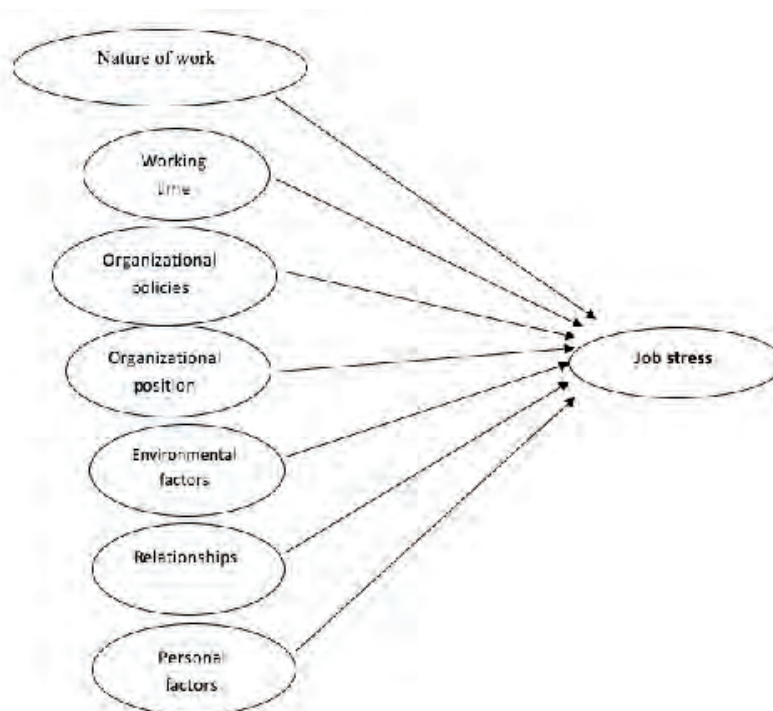 Nature of work
Working
time
Organizational
policies
Organizational
position
Job stress
Environmental
factors
Relationships
Personal
factors